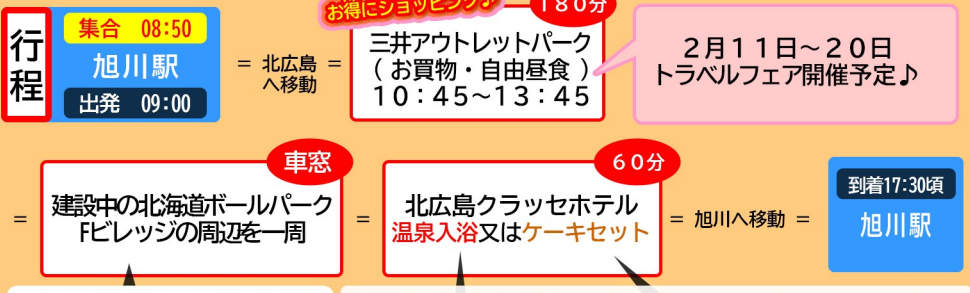 お得にショッピング♪
180分
行程
集合 08:50
旭川駅
出発 09:00
= 北広島へ移動 =
三井アウトレットパーク
( お買物・自由昼食 )
10:45~13:45
2月11日~20日
トラベルフェア開催予定♪
車窓
= 建設中の北海道ボールパーク
Fビレッジの周辺を一周
60分
= 北広島クラッセホテル
温泉入浴又はケーキセット
= 旭川へ移動 =
到着17:30頃
旭川駅